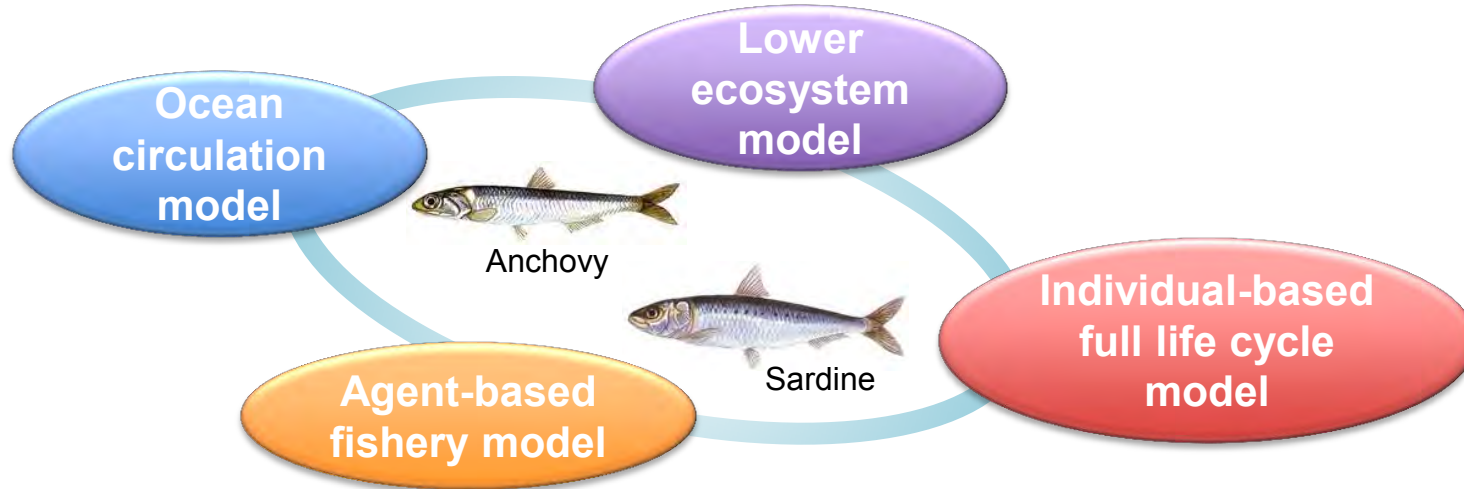 Ocean
circulation
model
Lower
ecosystem
model
Anchovy
Sardine
Individual-based
full life cycle
model
Agent-based
fishery model